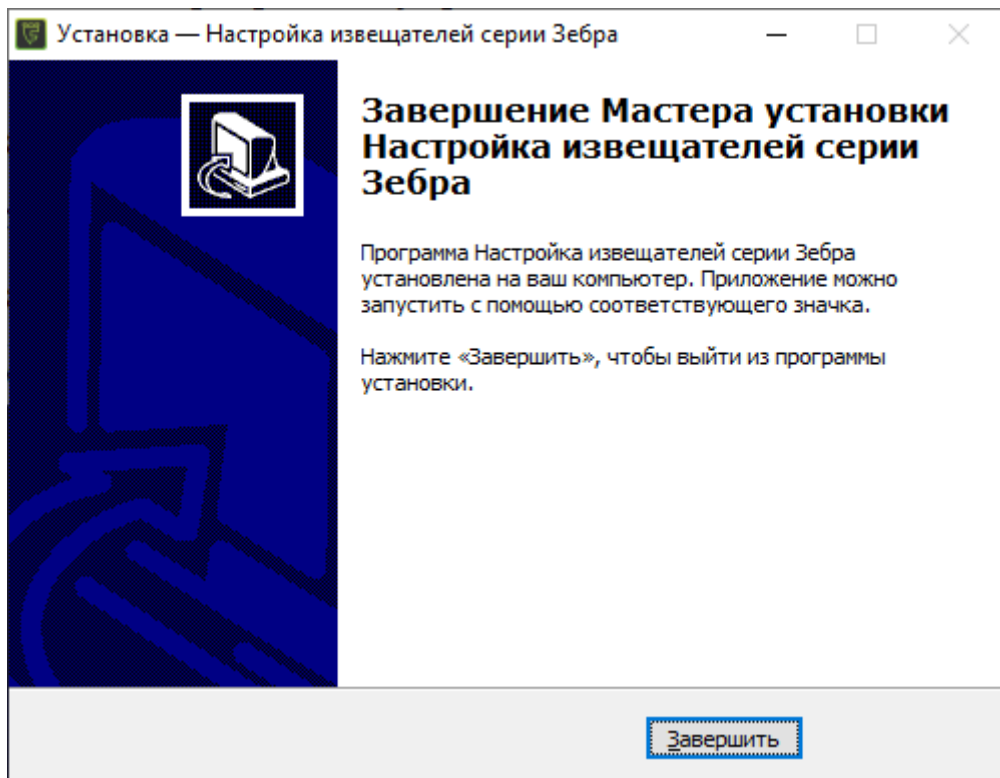 Установка — Настройка извещателей серии Зебра
Завершение Мастера установки
Настройка извещателей серии
Зебра
Программа Настройка извещателей серии Зебра
установлена на ваш компьютер. Приложение можно
запустить с помощью соответствующего значка.
Нажмите «Завершить», чтобы выйти из программы
установки.
Завершить